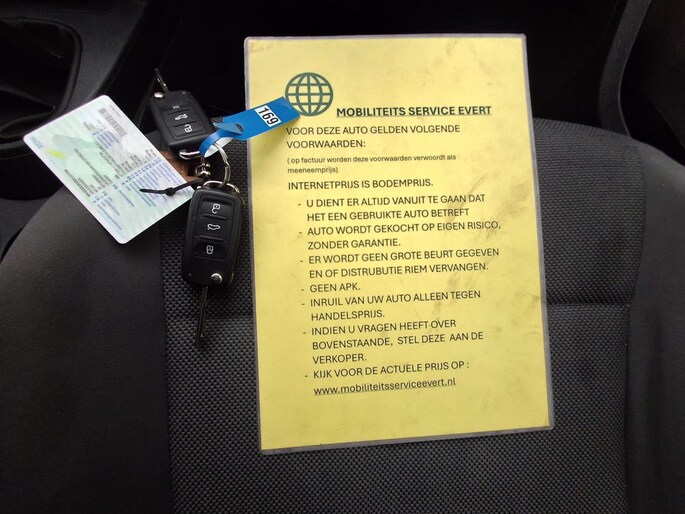 169
MOBILITEITS SERVICE EVERT
VOOR DEZE AUTO GELDEN VOLGENDE
VOORWAARDEN:
( op factuur worden deze voorwaarden verwoordt als
meeneemprijs)
INTERNETPRIJS IS BODEMPRIJS.
- U DIENT ER ALTIJD VANUIT TE GAAN DAT
HET EEN GEBRUIKTE AUTO BETREFT
- AUTO WORDT GEKOCHT OP EIGEN RISICO,
ZONDER GARANTIE.
- ER WORDT GEEN GROTE BEURT GEGEVEN
EN OF DISTRUBUTIE RIEM VERVANGEN.
- GEEN APK.
- INRUIL VAN UW AUTO ALLEEN TEGEN
HANDELSPRIJS.
- INDIEN U VRAGEN HEEFT OVER
BOVENSTAANDE, STEL DEZE AAN DE
VERKOPER.
- KIJK VOOR DE ACTUELE PRIJS OP :
www.mobiliteitsserviceevert.nl